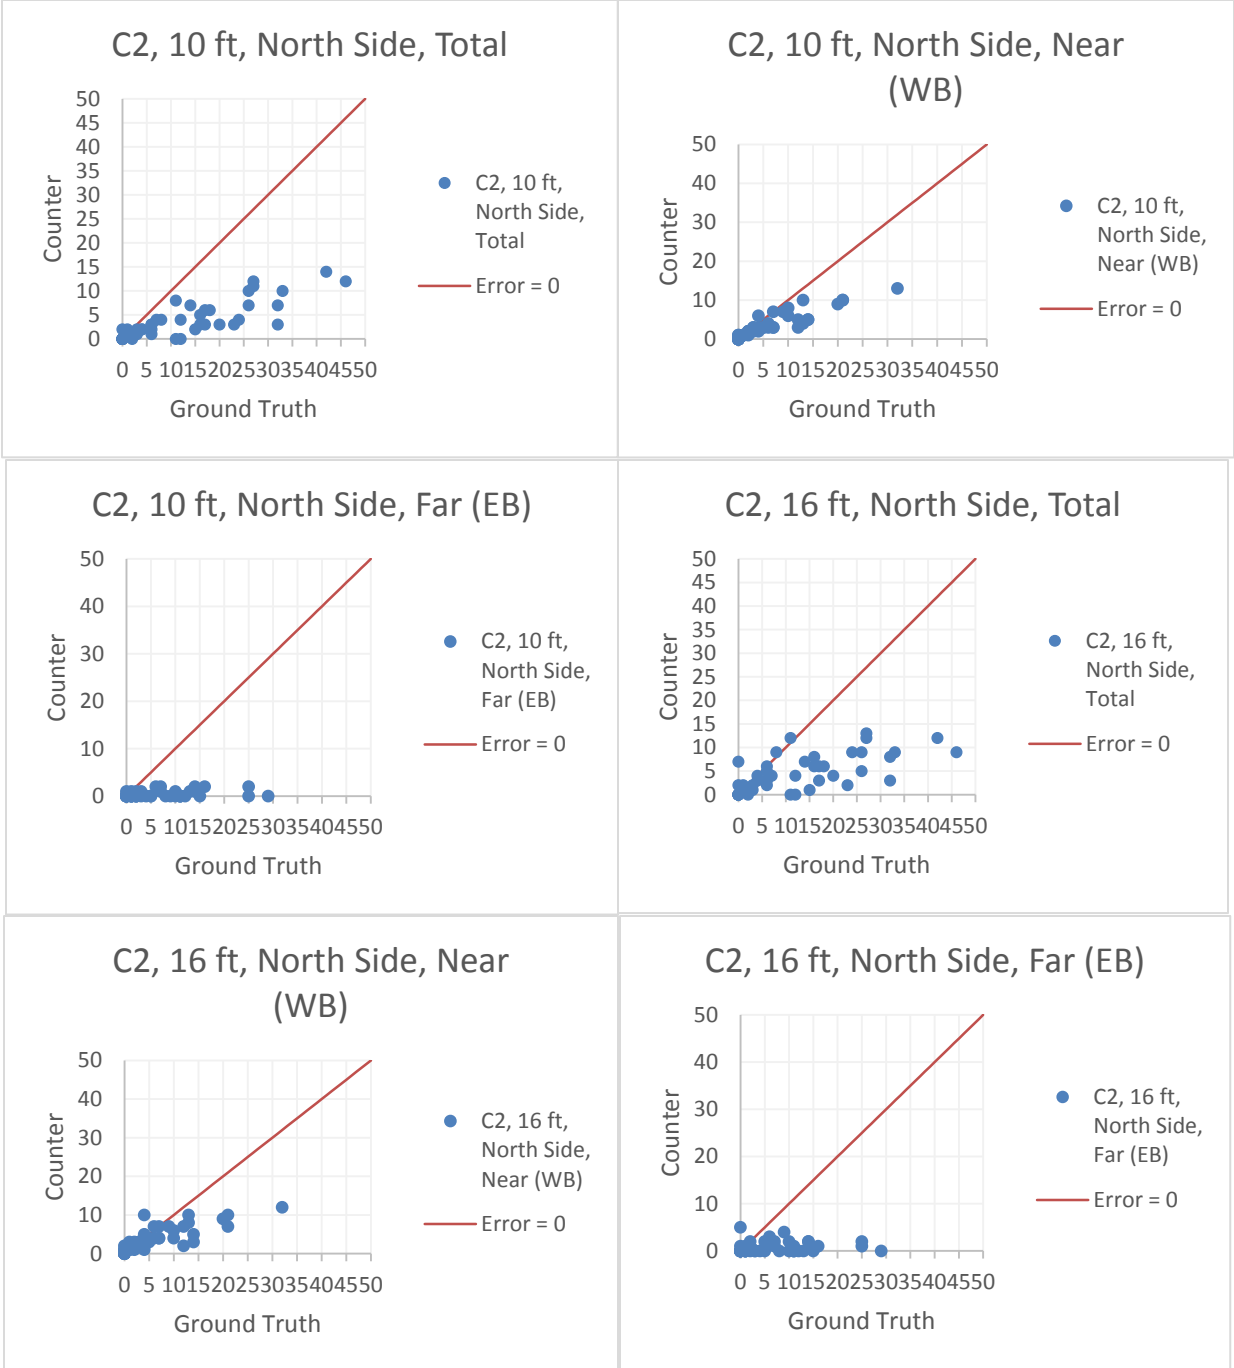 C2, 10 ft, North Side, Total
50
45
40
35
30
25
20
15
10
5
0
Counter
0 5 101520253035404550
Ground Truth
C2, 10 ft,
North Side,
Total
Error = 0
C2, 10 ft, North Side, Near
(WB)
50
40
30
20
10
0
Counter
0 5 101520253035404550
Ground Truth
C2, 10 ft,
North Side,
Near (WB)
Error = 0
C2, 10 ft, North Side, Far (EB)
50
40
30
20
10
0
Counter
0 5 101520253035404550
Ground Truth
C2, 10 ft,
North Side,
Far (EB)
Error = 0
C2, 16 ft, North Side, Total
50
45
40
35
30
25
20
15
10
5
0
Counter
0 5 101520253035404550
Ground Truth
C2, 16 ft,
North Side,
Total
Error = 0
C2, 16 ft, North Side, Near
(WB)
50
40
30
20
10
0
Counter
0 5 101520253035404550
Ground Truth
C2, 16 ft,
North Side,
Near (WB)
Error = 0
C2, 16 ft, North Side, Far (EB)
50
40
30
20
10
0
Counter
0 5 101520253035404550
Ground Truth
C2, 16 ft,
North Side,
Far (EB)
Error = 0